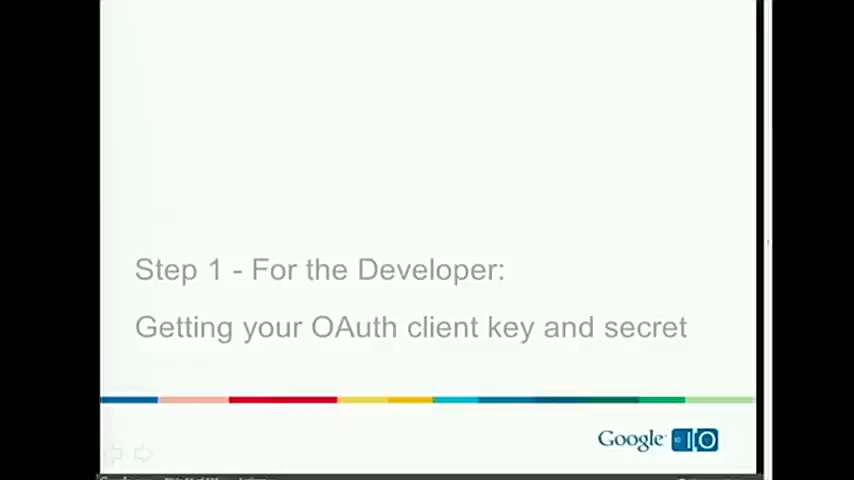 Step 1 - For the Developer:
Getting your OAuth client key and secret
Google IO